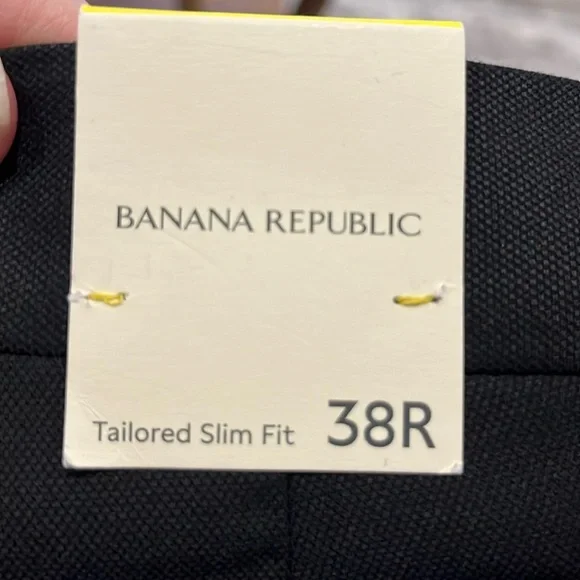 BANANA REPUBLIC
Tailored Slim Fit 38R